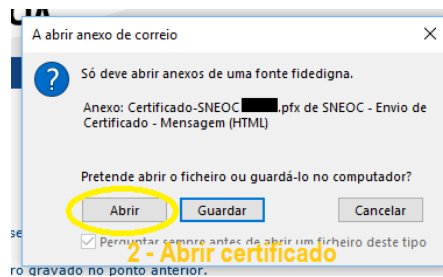 A abrir anexo de correio
Só deve abrir anexos de uma fonte fidedigna.
Anexo: Certificado-SNEOC .pfx de SNEOC - Envio de
Certificado - Mensagem (HTML)
Pretende abrir o ficheiro ou guardá-lo no computador?
Abrir Guardar Cancelar
Perguntar sempre antes de abrir um ficheiro deste tipo
2 - Abrir certificado
ro gravado no ponto anterior.